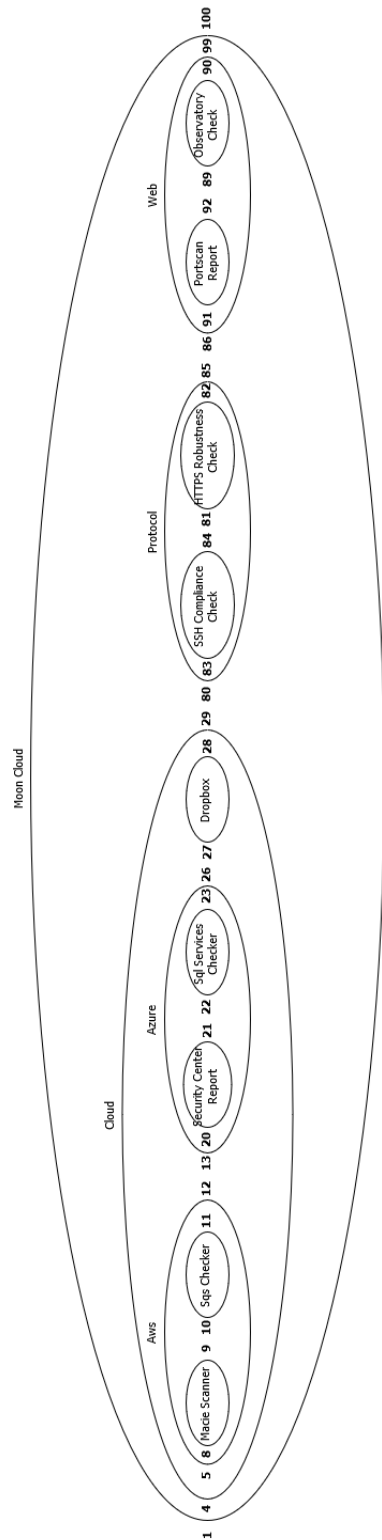 Moon Cloud
Cloud
Aws
Azure
Protocol
Web
1
4
5
8
Macie Scanner
9
10
Sqs Checker
11
12
13
20
Security Center
Report
21
22
Sql Services
Checker
23
26
27
Dropbox
28
29
80
83
SSH Compliance
Check
84
81
HTTPS Robustness
Check
82
85
86
91
Portscan
Report
92
89
Observatory
Check
90
99
100